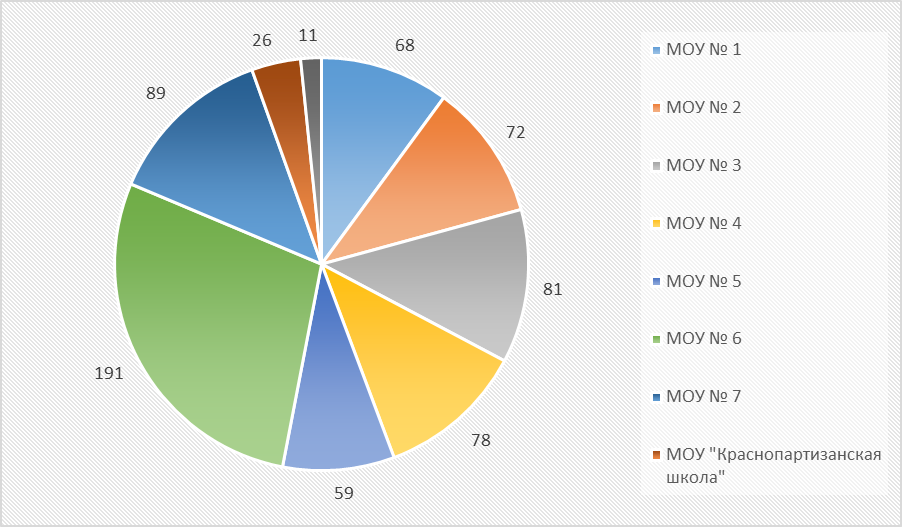 11
26
68
89
72
81
191
78
59
МОУ № 1
МОУ № 2
МОУ № 3
МОУ № 4
МОУ № 5
МОУ № 6
МОУ № 7
МОУ "Краснопартизанская
школа"